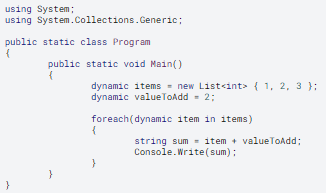 using System;
using System.Collections.Generic;

public static class Program
{
        public static void Main()
        {
                dynamic items = new List<int> { 1, 2, 3 };
                dynamic valueToAdd = 2;

                foreach(dynamic item in items)
                {
                        string sum = item + valueToAdd;
                        Console.Write(sum);
                }
        }
}